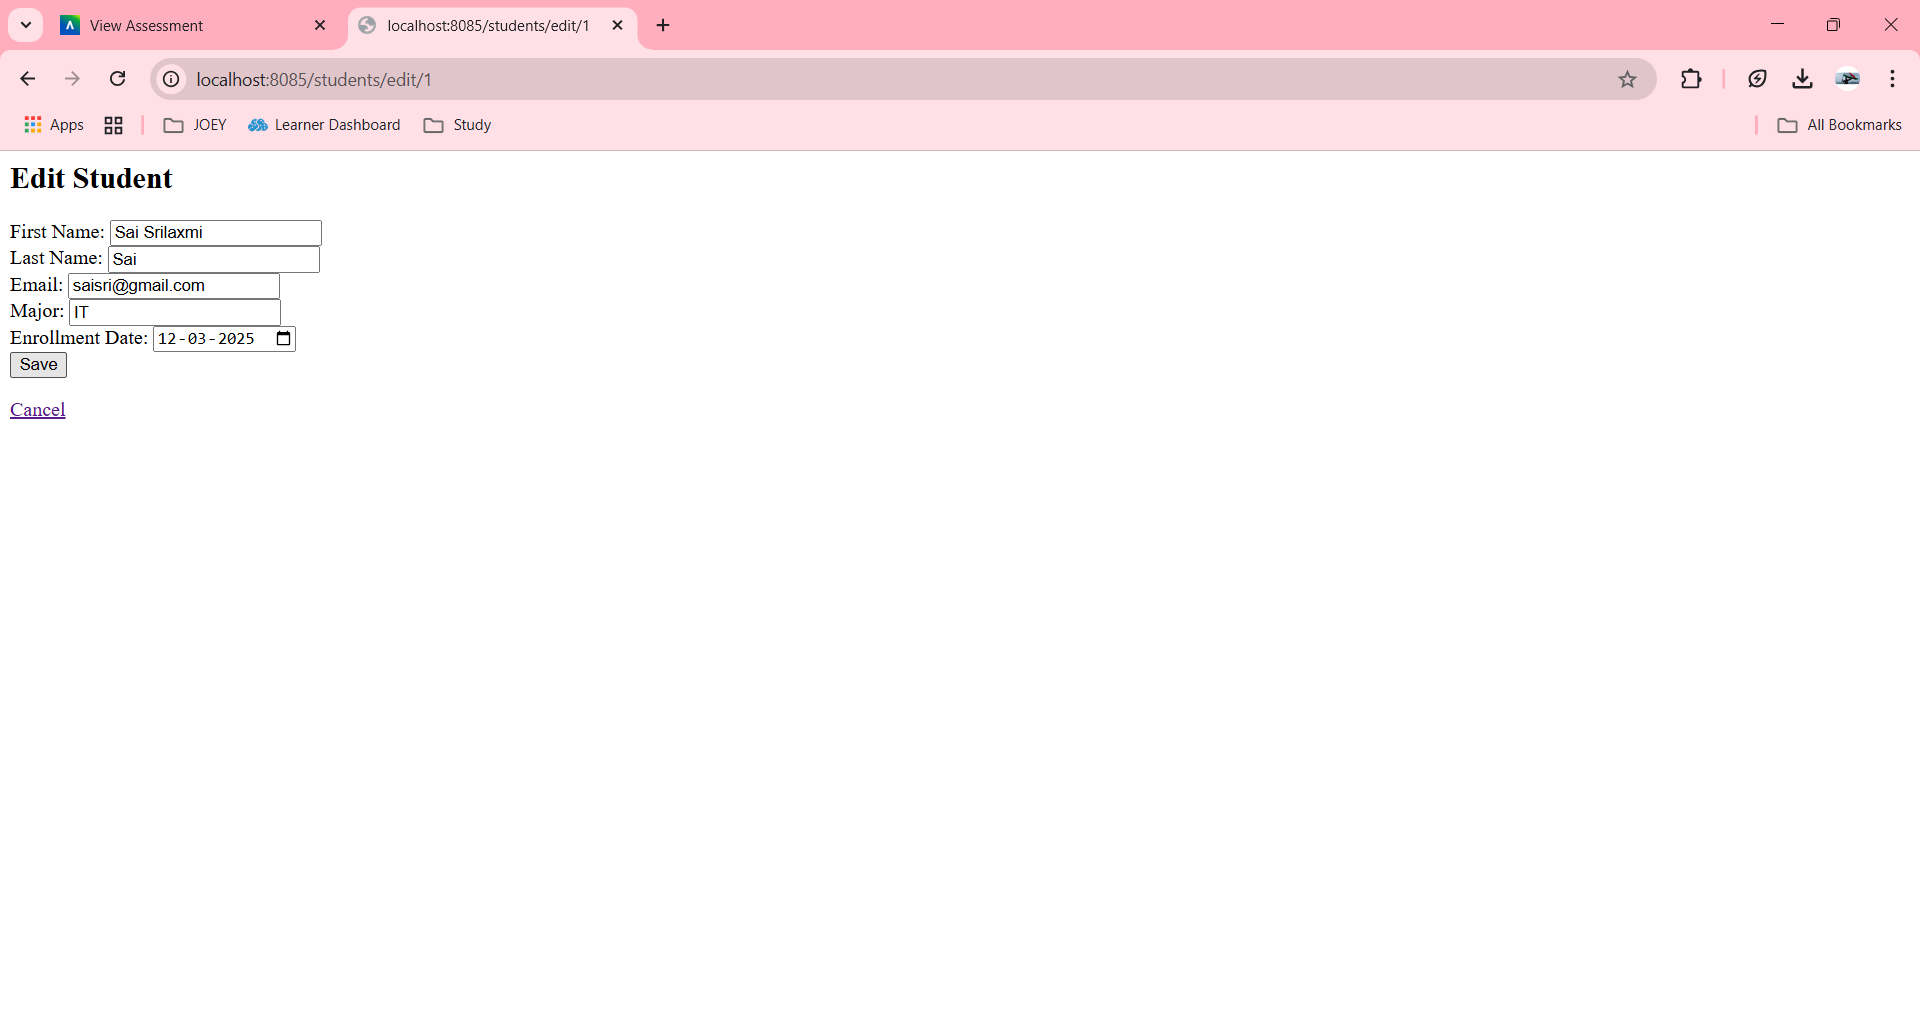 View Assessment
localhost:8085/students/edit/1
localhost:8085/students/edit/1
Apps
JOEY
Learner Dashboard
Study
All Bookmarks
Edit Student
First Name: Sai Srilaxmi
Last Name: Sai
Email: saisri@gmail.com
Major: IT
Enrollment Date: 12-03-2025
Save
Cancel